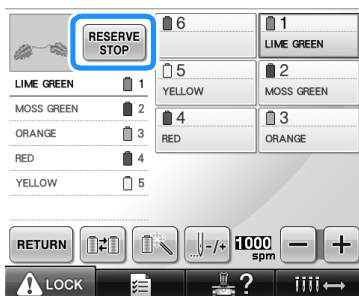 RESERVE
STOP
LIME GREEN 1
MOSS GREEN 2
ORANGE 3
RED 4
YELLOW 5
6
1
LIME GREEN
5
YELLOW
2
MOSS GREEN
4
RED
3
ORANGE
RETURN
-/+
1000
spm
- +
LOCK
?